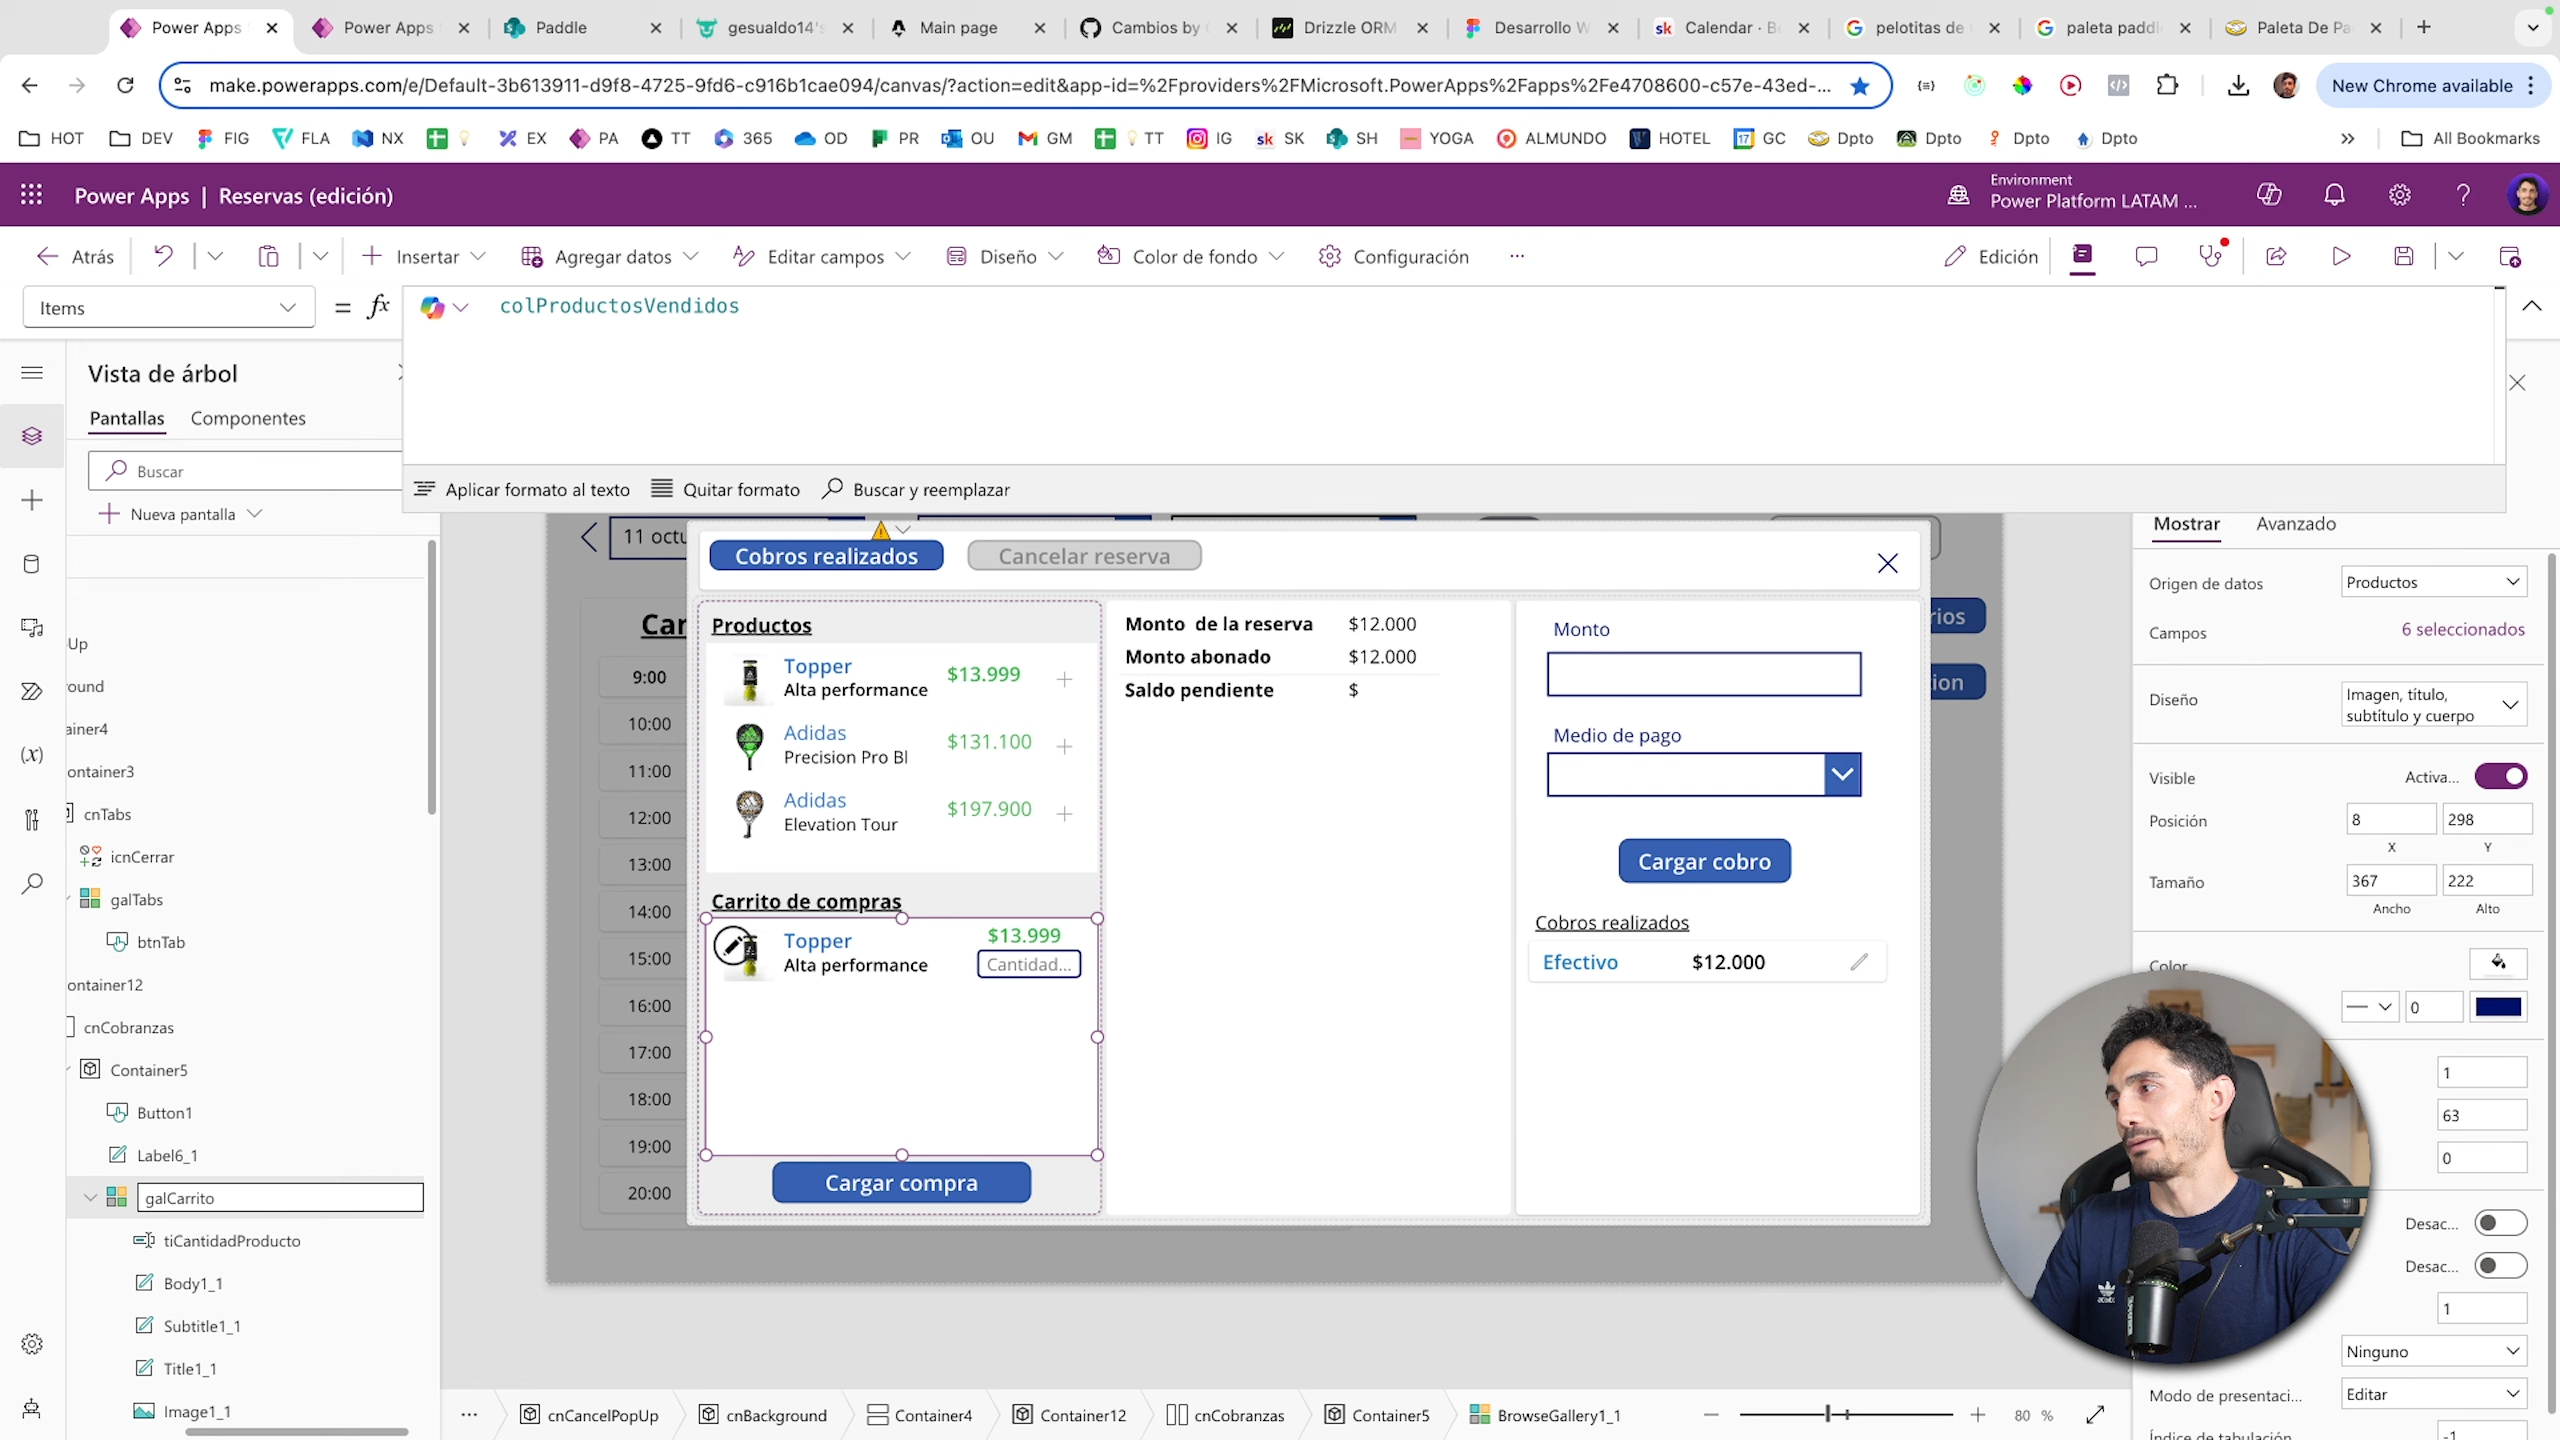 Power Apps
Power Apps
Paddle
gesualdo14's
Main page
Cambios by
Drizzle ORM
Desarrollo W
Calendar · B
pelotitas de
paleta paddl
Paleta De Pa
make.powerapps.com/e/Default-3b613911-d9f8-4725-9fd6-c916b1cae094/canvas/?action=edit&app-id=%2Fproviders%2FMicrosoft.PowerApps%2Fapps%2Fe4708600-c57e-43ed-...
New Chrome available
HOT DEV FIG FLA NX EX PA TT 365 OD PR OU GM TT IG SK SH YOGA ALMUNDO HOTEL GC Dpto Dpto Dpto Dpto » All Bookmarks
Power Apps | Reservas (edición)
Environment
Power Platform LATAM ...
Atrás Insertar Agregar datos Editar campos Diseño Color de fondo Configuración ... Edición
Items = fx colProductosVendidos
Aplicar formato al texto Quitar formato Buscar y reemplazar
Vista de árbol
Pantallas Componentes
Buscar
Nueva pantalla
Up
ound
ainer4
ontainer3
cnTabs
icnCerrar
galTabs
btnTab
ontainer12
cnCobranzas
Container5
Button1
Label6_1
galCarrito
tiCantidadProducto
Body1_1
Subtitle1_1
Title1_1
Image1_1
11 octu
Car
9:00
10:00
11:00
12:00
13:00
14:00
15:00
16:00
17:00
18:00
19:00
20:00
rios
ion
Cobros realizados Cancelar reserva
Productos
Topper $13.999
Alta performance
Adidas $131.100
Precision Pro Bl
Adidas $197.900
Elevation Tour
Carrito de compras
Topper $13.999
Alta performance Cantidad...
Cargar compra
Monto de la reserva $12.000
Monto abonado $12.000
Saldo pendiente $
Monto
Medio de pago
Cargar cobro
Cobros realizados
Efectivo $12.000
Mostrar Avanzado
Origen de datos Productos
Campos 6 seleccionados
Diseño Imagen, título,
subtítulo y cuerpo
Visible Activa...
Posición 8 298
X Y
Tamaño 367 222
Ancho Alto
Color
0
1
63
0
Desac...
Desac...
1
Ninguno
Modo de presentaci... Editar
Índice de tabulación -1
... cnCancelPopUp cnBackground Container4 Container12 cnCobranzas Container5 BrowseGallery1_1
80 %